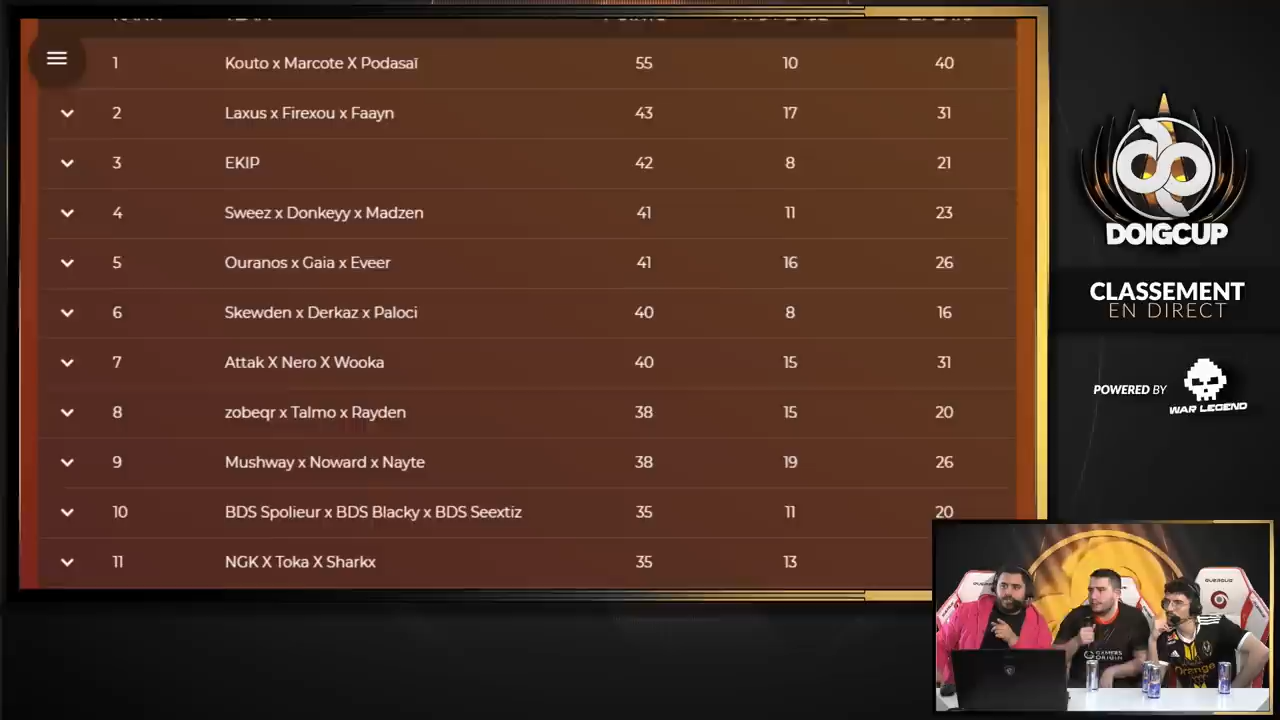 1 Kouto x Marcote X Podasaï 55 10 40
2 Laxus x Firexou x Faayn 43 17 31
3 EKIP 42 8 21
4 Sweez x Donkeyy x Madzen 41 11 23
5 Ouranos x Gaia x Eveer 41 16 26
6 Skewden x Derkaz x Paloci 40 8 16
7 Attak X Nero X Wooka 40 15 31
8 zobeqr x Talmo x Rayden 38 15 20
9 Mushway x Noward x Nayte 38 19 26
10 BDS Spolieur x BDS Blacky x BDS Seextiz 35 11 20
11 NGK X Toka X Sharkx 35 13
DOIGCUP
CLASSEMENT
EN DIRECT
POWERED BY
WAR LEGEND
GAMERS
ORIGIN
Orange